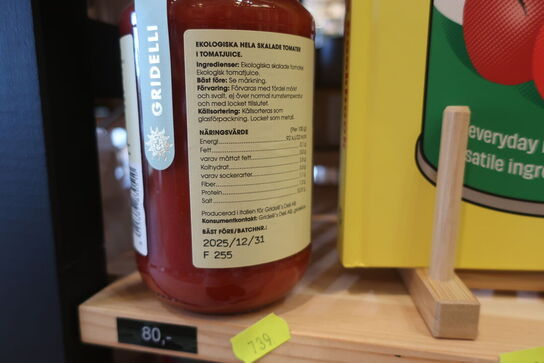 GRIDELLI
EKOLOGISKA HELA SKALADE TOMATER
I TOMATJUICE.
Ingredienser: Ekologiska skalade tomater
Ekologisk tomatjuice.
Bäst före: Se märkning.
Förvaring: Förvaras med fördel mörkt
och svalt, ej över normal rumstemperatur
och med locket tillslutet.
Källsortering: Källsorteras som
glasförpackning. Locket som metall.
NÄRINGSVÄRDE (Per 100 g)
Energi
Fett
varav mättat fett
Kolhydrat
varav sockerarter
Fiber
Protein
Salt
Producerad i Italien för Gridelli's Deli AB.
Konsumentkontakt: Gridelli's Deli AB,
BÄST FÖRE/BATCHNR.:
2025/12/31
F 255
everyday
satile ingre
80,-
739